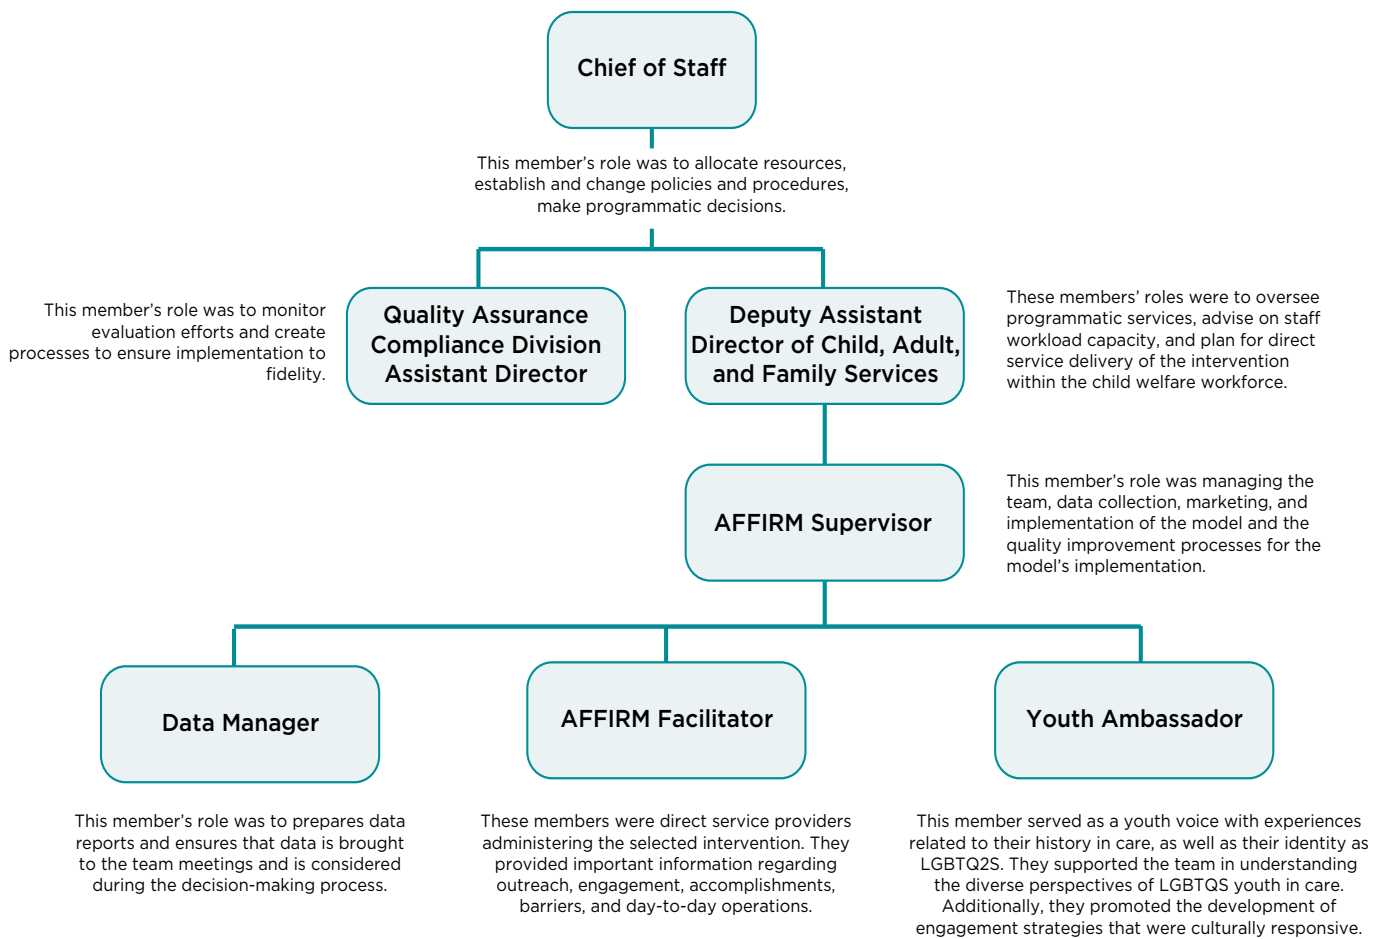 Chief of Staff
This member’s role was to allocate resources,
establish and change policies and procedures,
make programmatic decisions.
This member’s role was to monitor
evaluation efforts and create
processes to ensure implementation to
fidelity.
Quality Assurance
Compliance Division
Assistant Director
Deputy Assistant
Director of Child, Adult,
and Family Services
These members’ roles were to oversee
programmatic services, advise on staff
workload capacity, and plan for direct
service delivery of the intervention
within the child welfare workforce.
AFFIRM Supervisor
This member’s role was managing the
team, data collection, marketing, and
implementation of the model and the
quality improvement processes for the
model’s implementation.
Data Manager
This member’s role was to prepares data
reports and ensures that data is brought
to the team meetings and is considered
during the decision-making process.
AFFIRM Facilitator
These members were direct service providers
administering the selected intervention. They
provided important information regarding
outreach, engagement, accomplishments,
barriers, and day-to-day operations.
Youth Ambassador
This member served as a youth voice with experiences
related to their history in care, as well as their identity as
LGBTQ2S. They supported the team in understanding
the diverse perspectives of LGBTQS youth in care.
Additionally, they promoted the development of
engagement strategies that were culturally responsive.